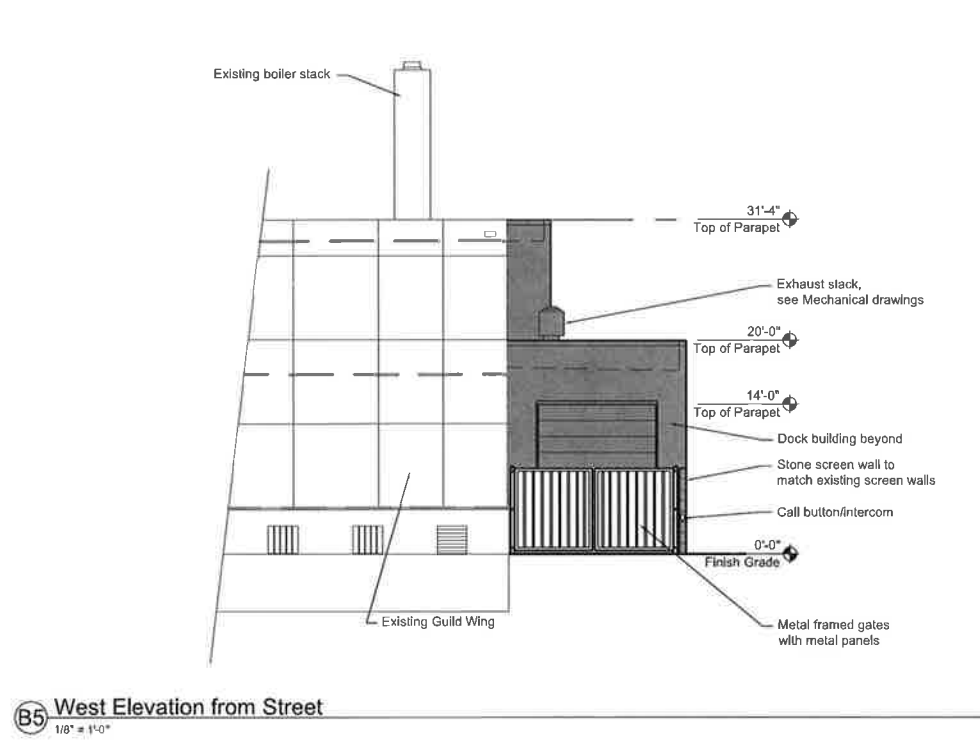 Existing boiler stack
31'-4"
Top of Parapet
Exhaust stack,
see Mechanical drawings
20'-0"
Top of Parapet
14'-0"
Top of Parapet
Dock building beyond
Stone screen wall to
match existing screen walls
Call button/intercom
0'-0"
Finish Grade
Existing Guild Wing
Metal framed gates
with metal panels
B5
West Elevation from Street
1/8" = 1'-0"